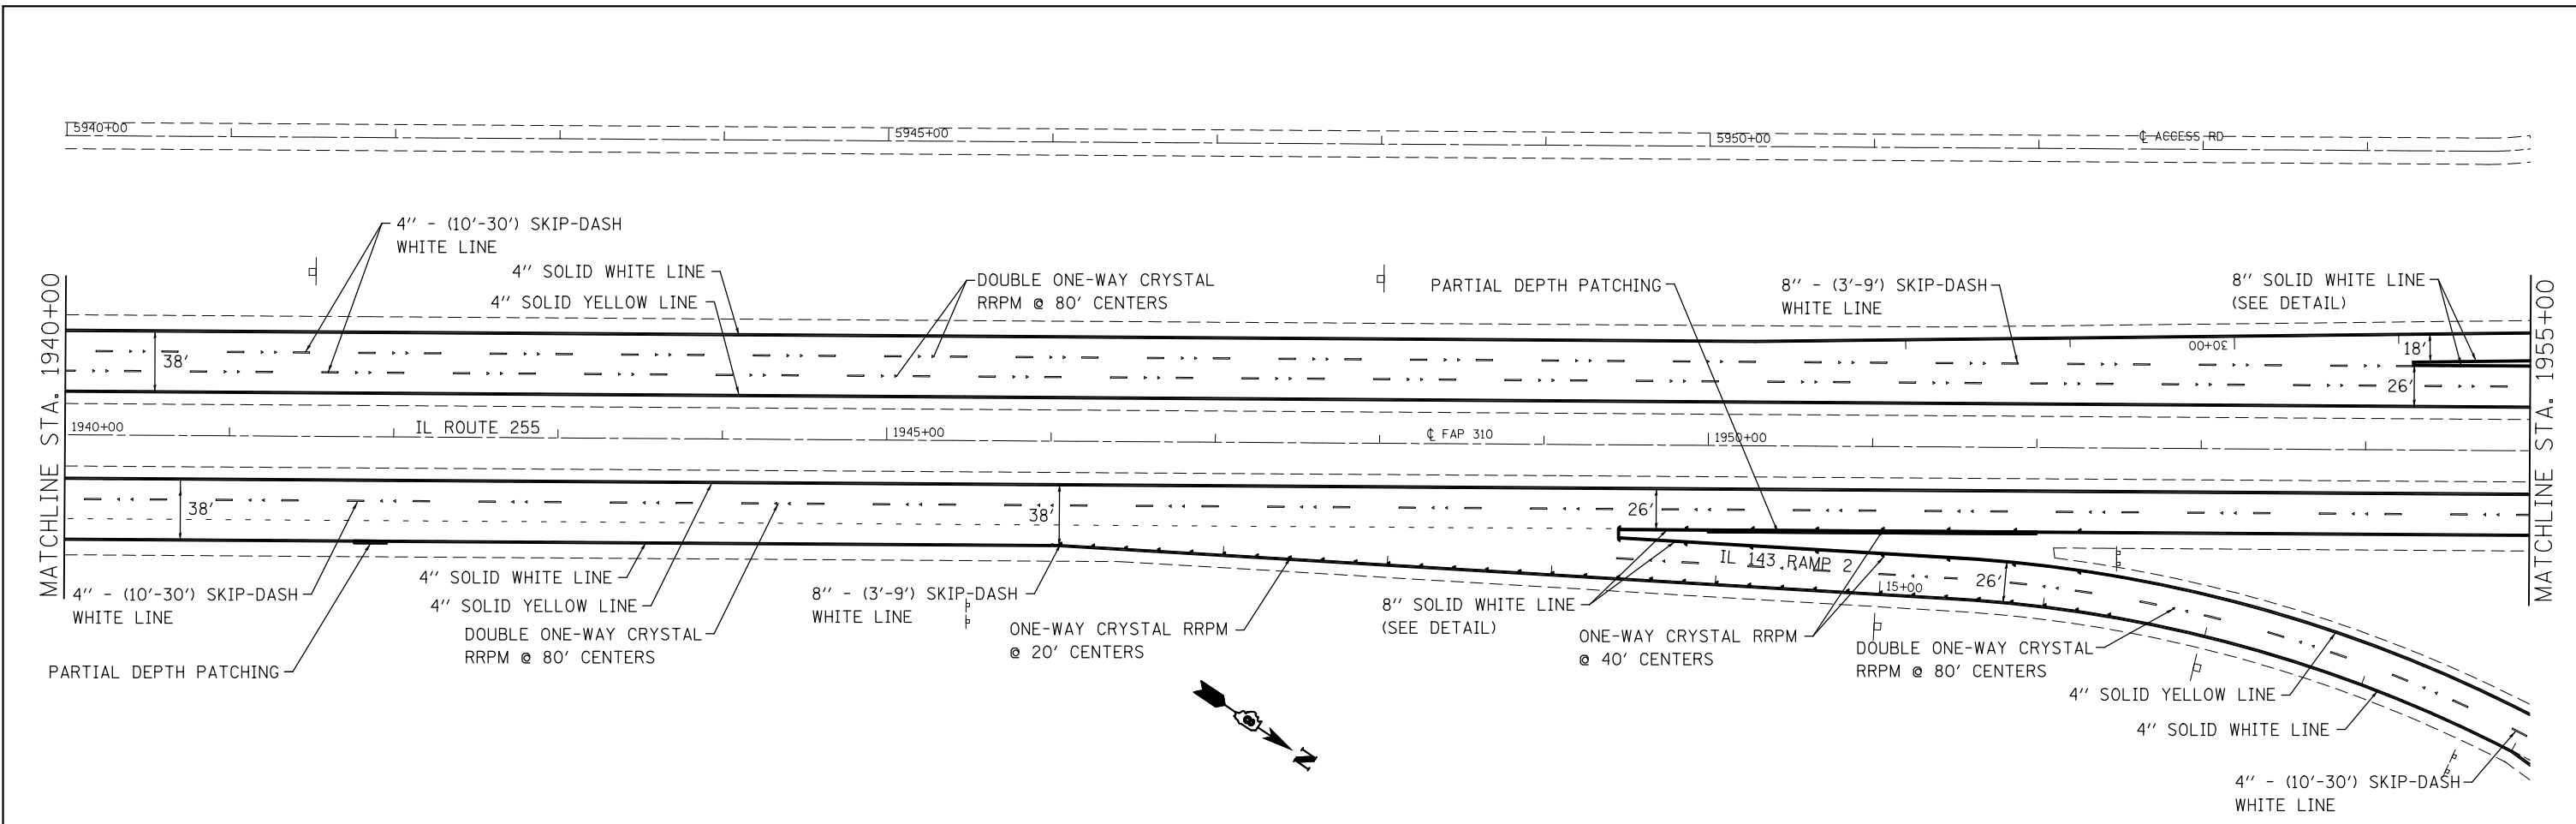 5940+00
5945+00
5950+00
℄ ACCESS RD
4'' - (10'-30') SKIP-DASH
WHITE LINE
4'' SOLID WHITE LINE
4'' SOLID YELLOW LINE
DOUBLE ONE-WAY CRYSTAL
RRPM @ 80' CENTERS
PARTIAL DEPTH PATCHING
8'' - (3'-9') SKIP-DASH
WHITE LINE
8'' SOLID WHITE LINE
(SEE DETAIL)
MATCHLINE STA. 1940+00
MATCHLINE STA. 1955+00
38'
30+00
18'
26'
1940+00
IL ROUTE 255
1945+00
℄ FAP 310
1950+00
38'
38'
26'
IL 143 RAMP 2
15+00
26'
4'' - (10'-30') SKIP-DASH
WHITE LINE
4'' SOLID WHITE LINE
4'' SOLID YELLOW LINE
DOUBLE ONE-WAY CRYSTAL
RRPM @ 80' CENTERS
PARTIAL DEPTH PATCHING
8'' - (3'-9') SKIP-DASH
WHITE LINE
ONE-WAY CRYSTAL RRPM
@ 20' CENTERS
8'' SOLID WHITE LINE
(SEE DETAIL)
ONE-WAY CRYSTAL RRPM
@ 40' CENTERS
DOUBLE ONE-WAY CRYSTAL
RRPM @ 80' CENTERS
4'' SOLID YELLOW LINE
4'' SOLID WHITE LINE
4'' - (10'-30') SKIP-DASH
WHITE LINE
N